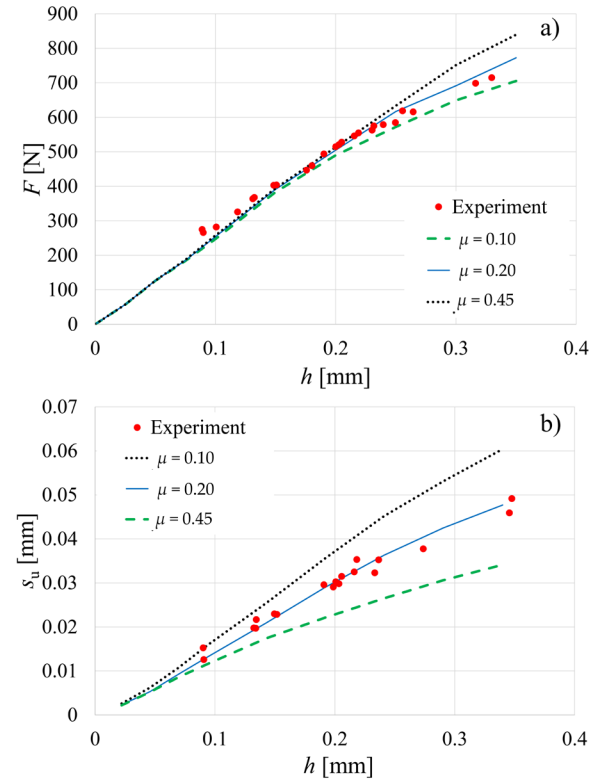 a)
900
800
700
600
500
400
300
200
100
0
F [N]
Experiment
μ = 0.10
μ = 0.20
μ = 0.45
0 0.1 0.2 0.3 0.4
h [mm]
b)
0.07
0.06
0.05
0.04
0.03
0.02
0.01
0
su [mm]
Experiment
μ = 0.10
μ = 0.20
μ = 0.45
0 0.1 0.2 0.3 0.4
h [mm]